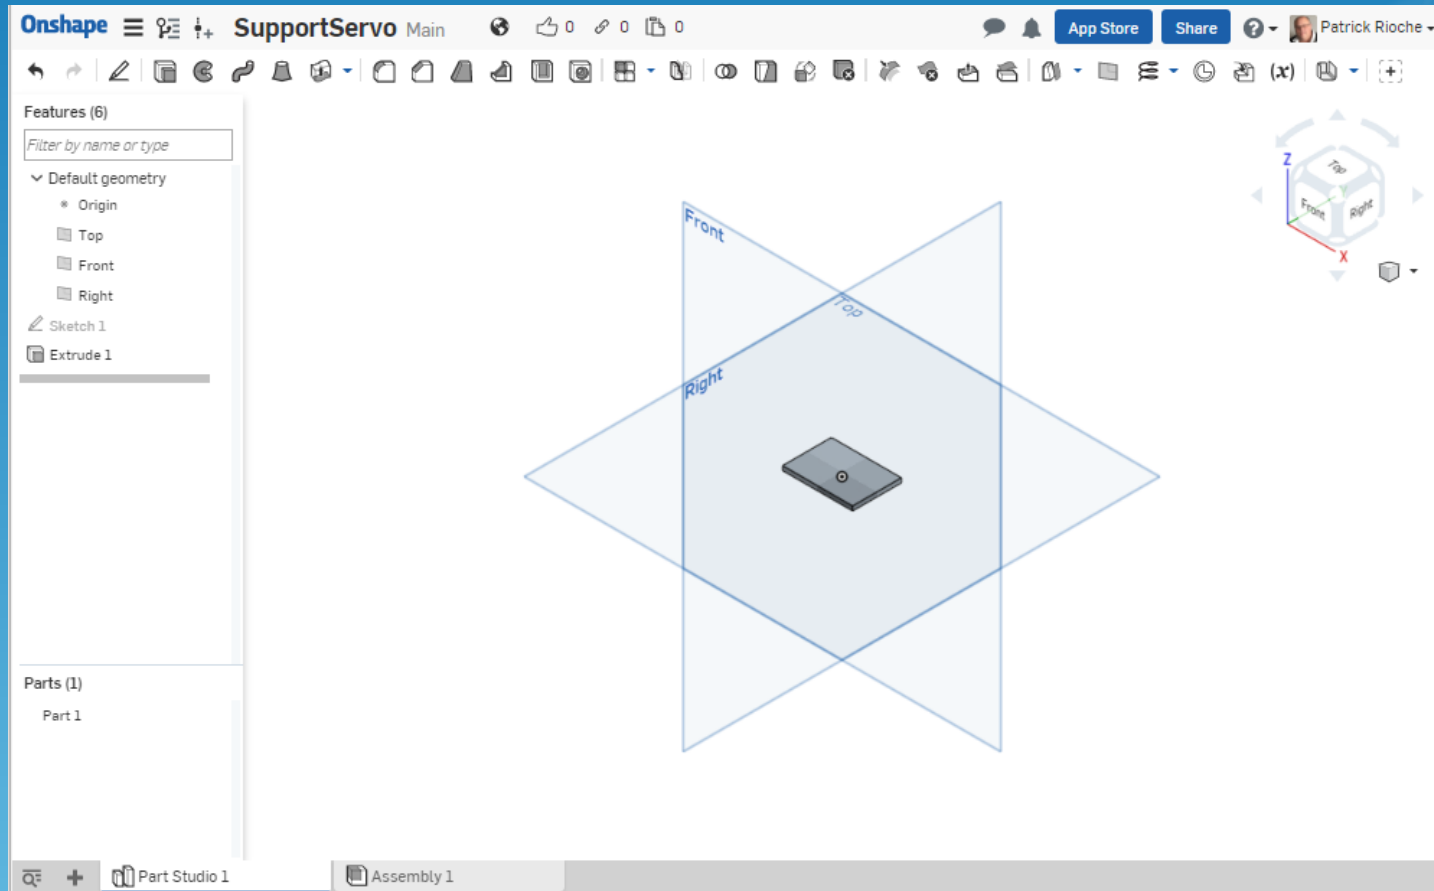 Onshape SupportServo Main 0 0 0 App Store Share Patrick Rioche
(x)
Features (6)
Filter by name or type
Default geometry
Origin
Top
Front
Right
Sketch 1
Extrude 1
Parts (1)
Part 1
Front
Top
Right
Z
Top
Front
Right
X
Part Studio 1
Assembly 1